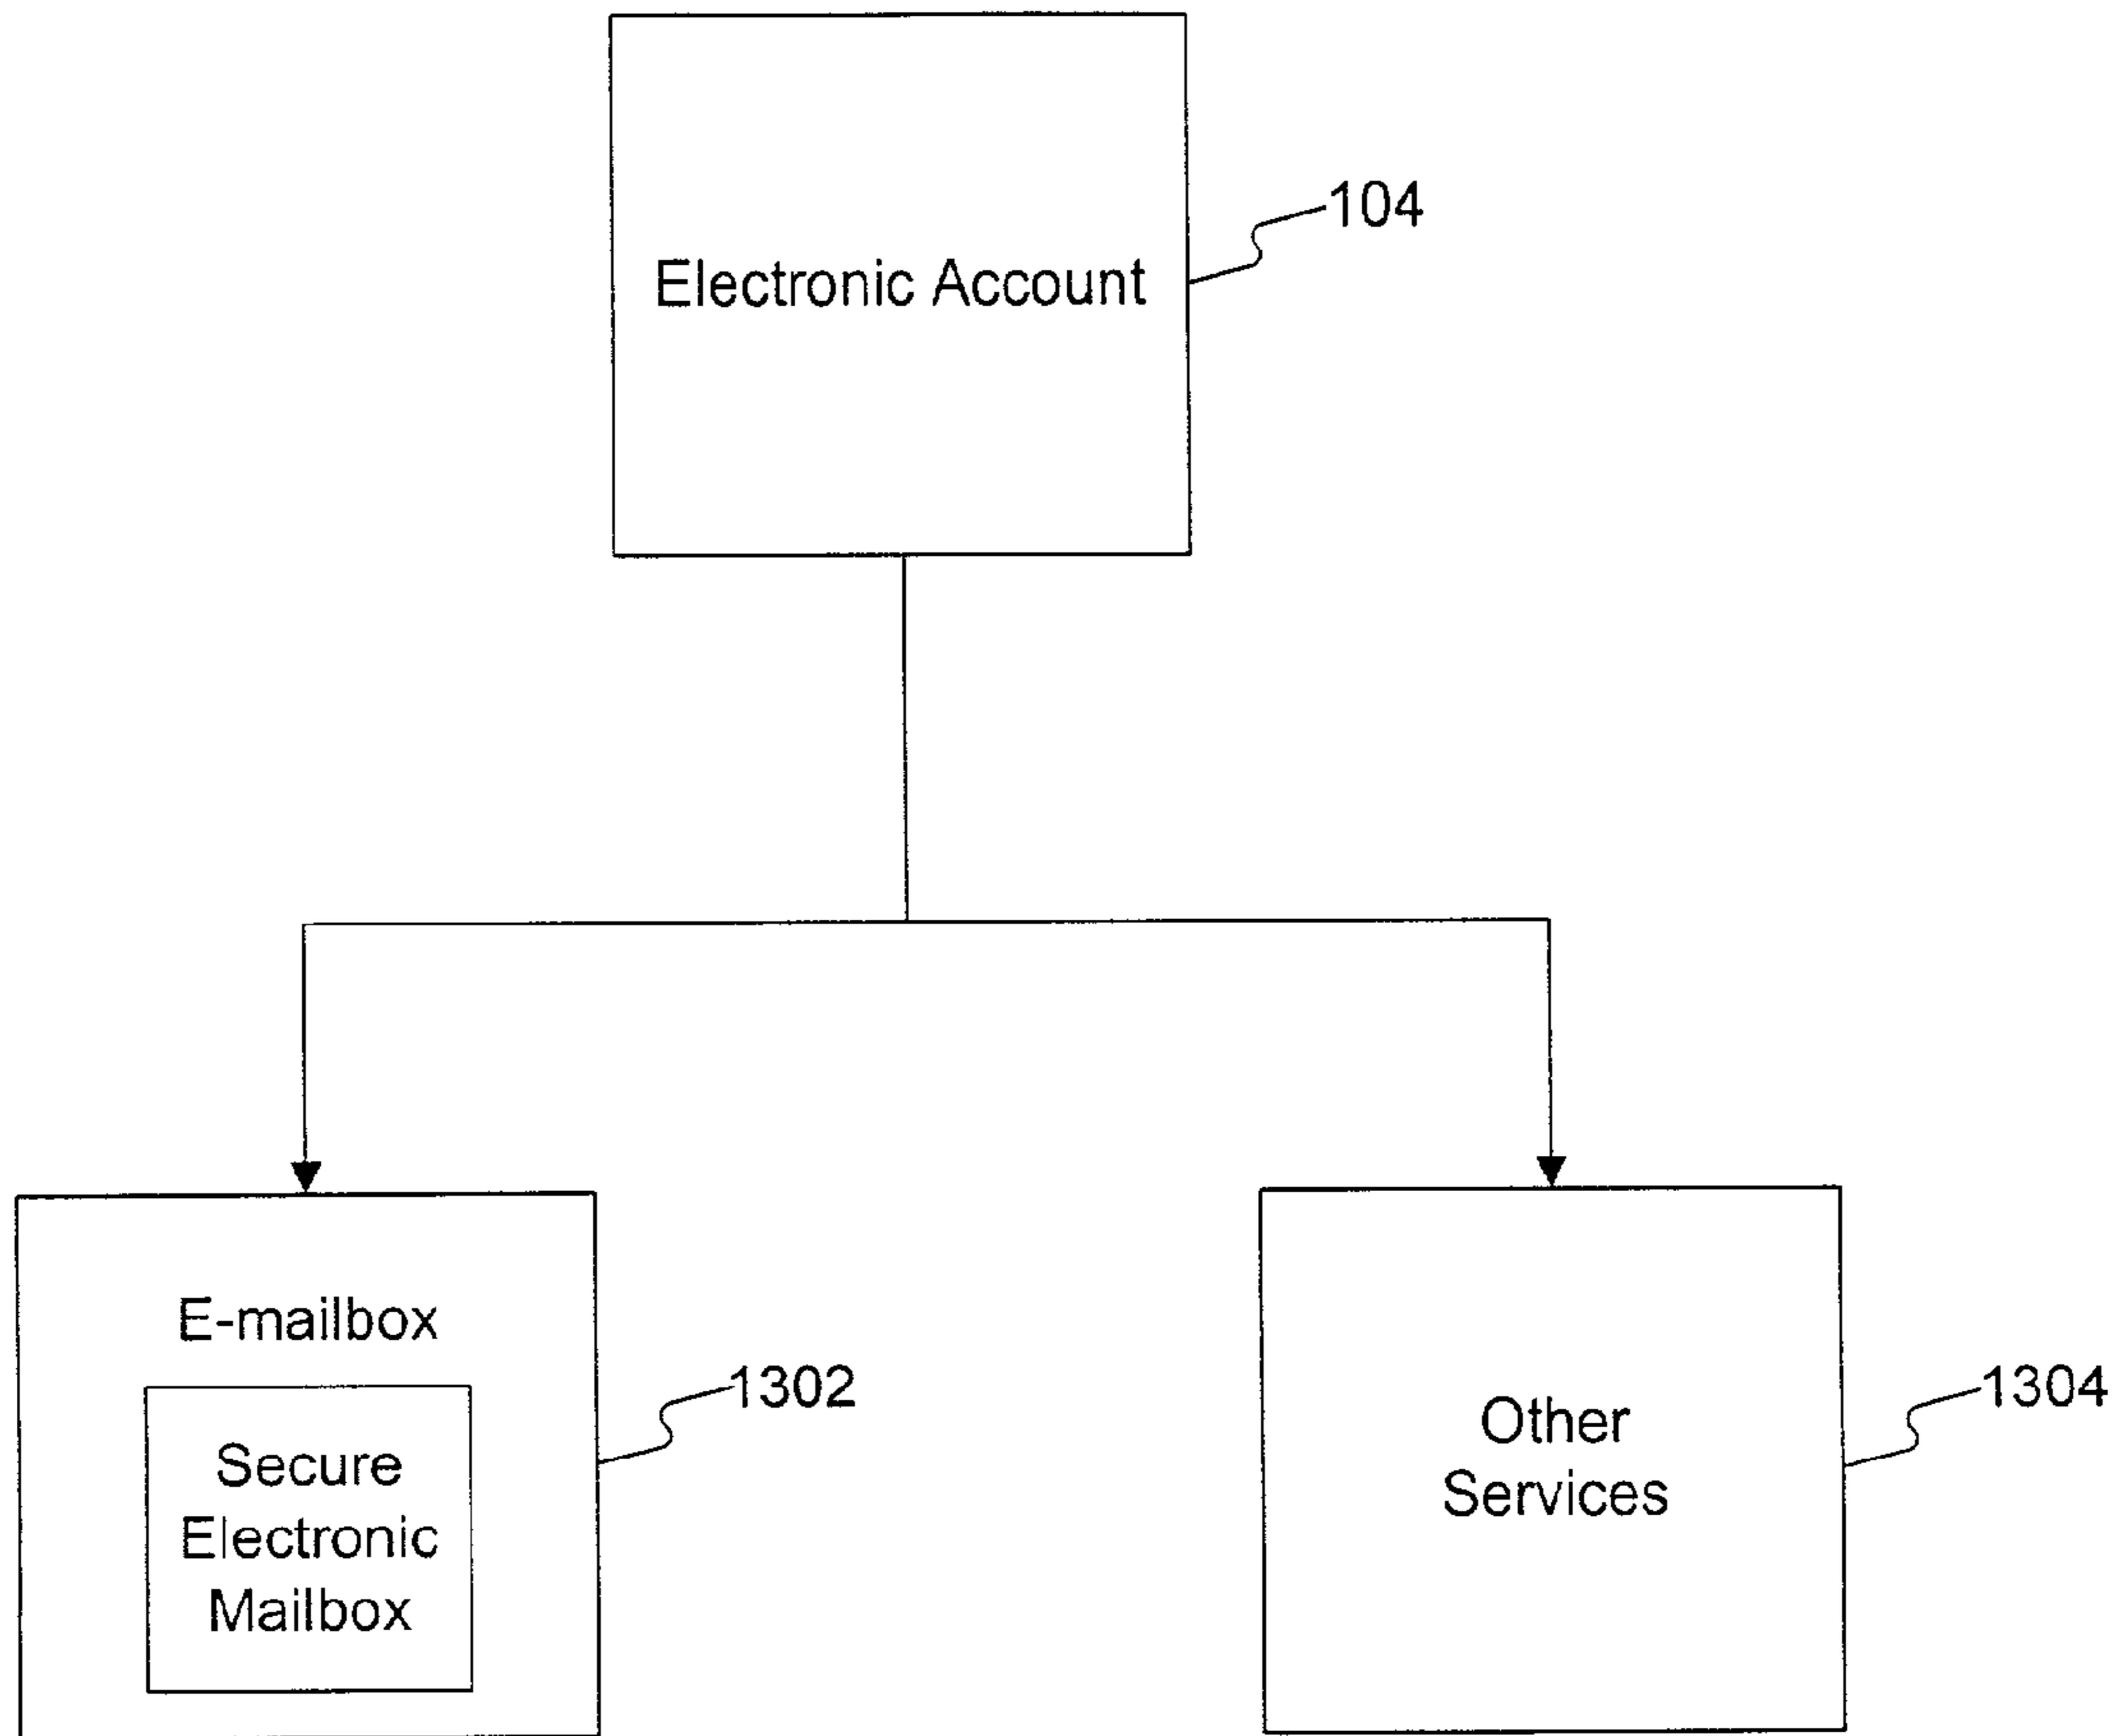 104
Electronic Account
E-mailbox
1302
Secure
Electronic
Mailbox
Other
Services
1304